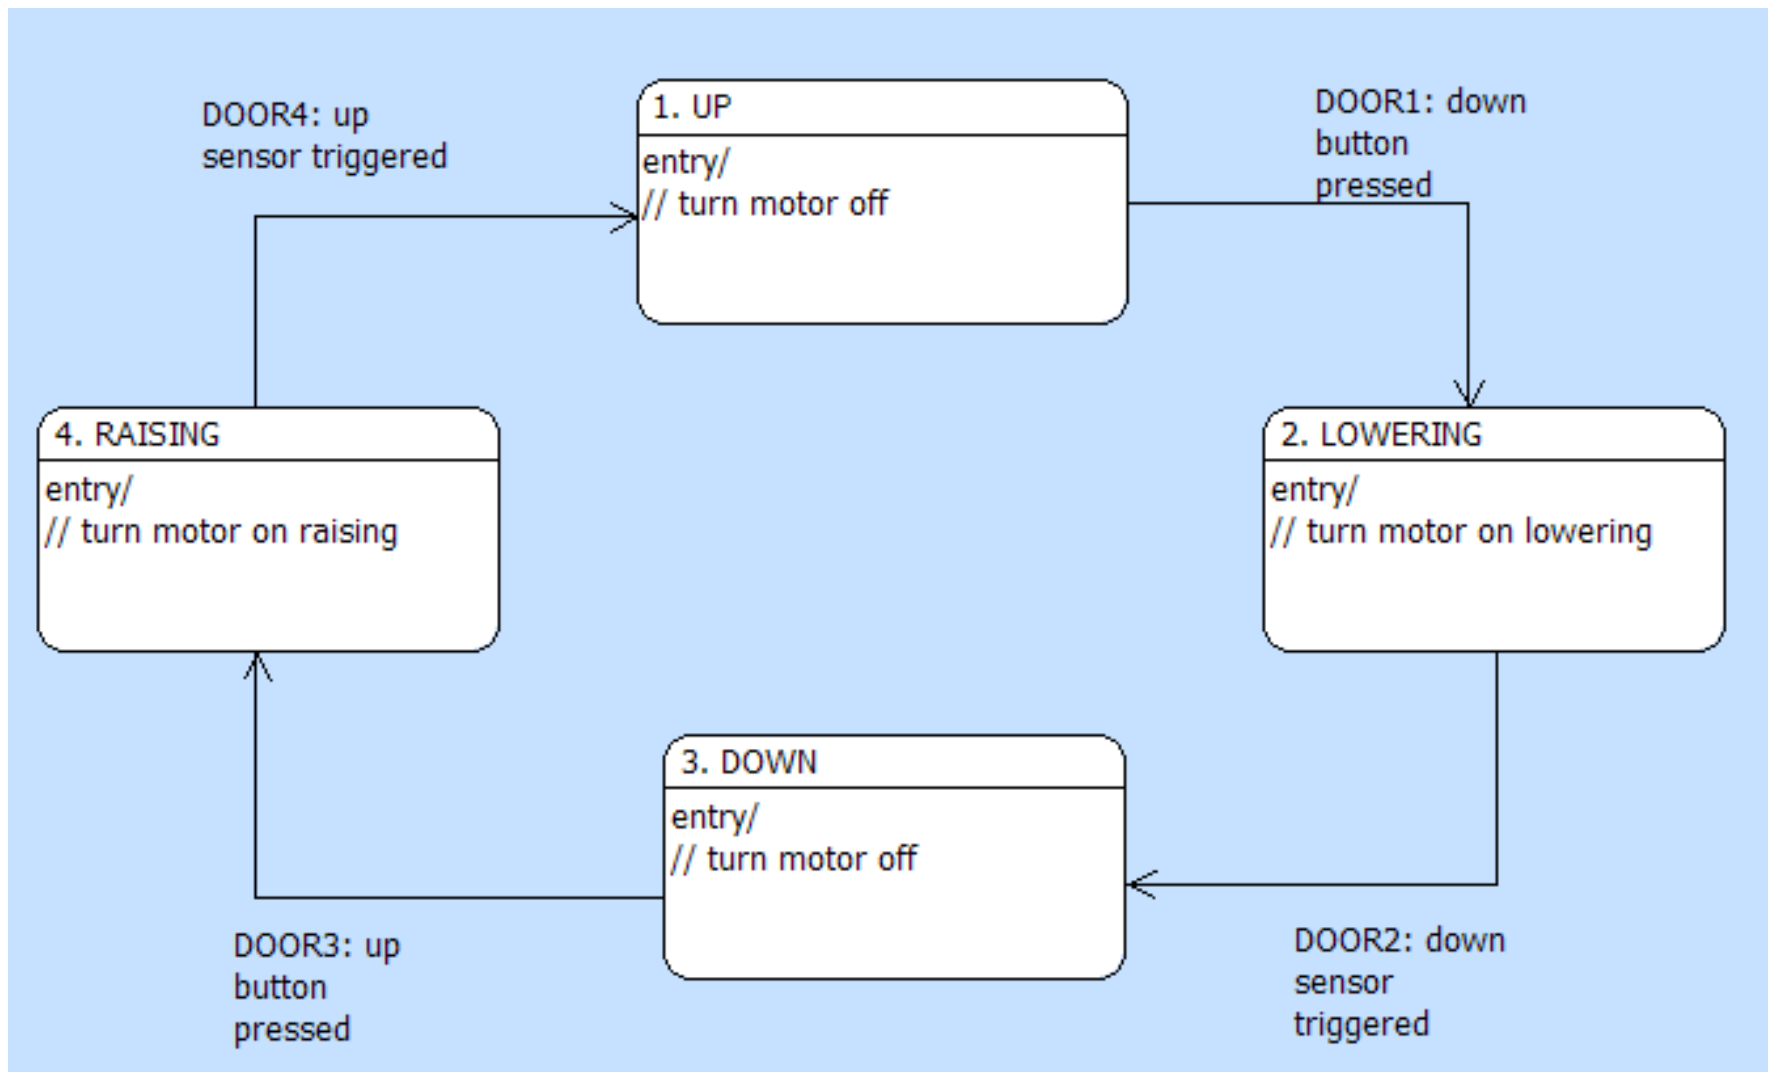 DOOR4: up
sensor triggered
1. UP
entry/
// turn motor off
DOOR1: down
button
pressed
4. RAISING
entry/
// turn motor on raising
2. LOWERING
entry/
// turn motor on lowering
3. DOWN
entry/
// turn motor off
DOOR3: up
button
pressed
DOOR2: down
sensor
triggered